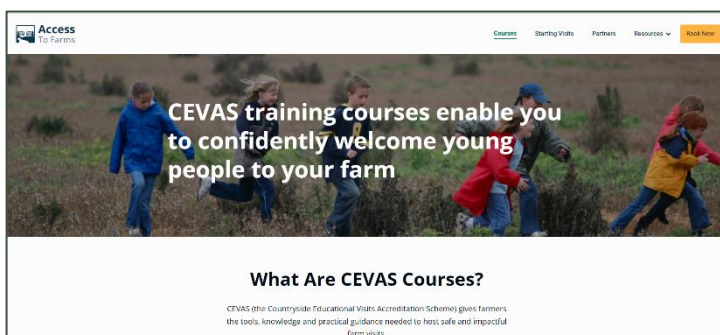 Access
To Farms
Courses
Starting Visits
Partners
Resources
Book Now
CEVAS training courses enable you
to confidently welcome young
people to your farm
What Are CEVAS Courses?
CEVAS (the Countryside Educational Visits Accreditation Scheme) gives farmers
the tools, knowledge and practical guidance needed to host safe and impactful
farm visits.